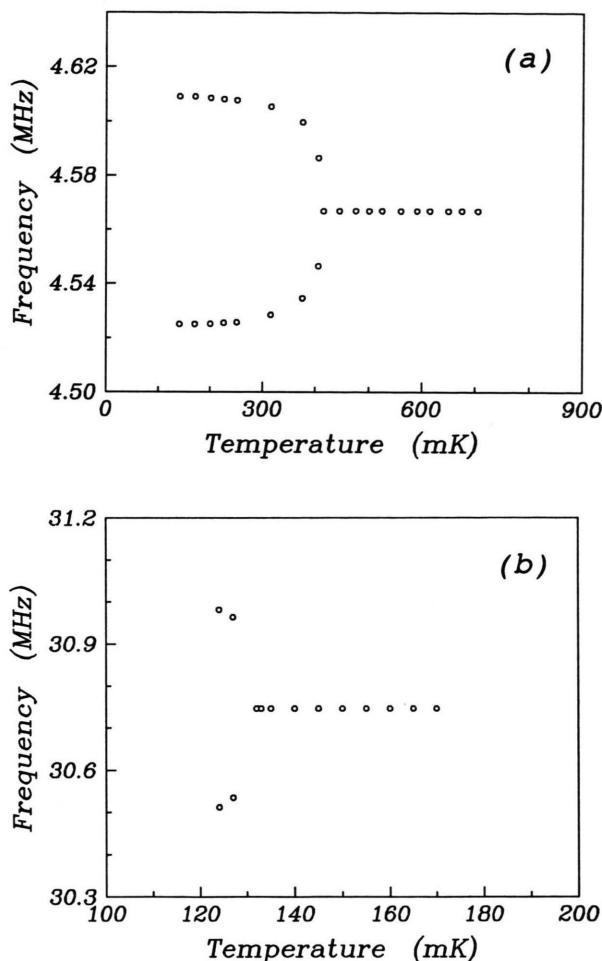 (a)
4.62
4.58
4.54
4.50
Frequency (MHz)
0 300 600 900
Temperature (mK)
(b)
31.2
30.9
30.6
30.3
Frequency (MHz)
100 120 140 160 180 200
Temperature (mK)